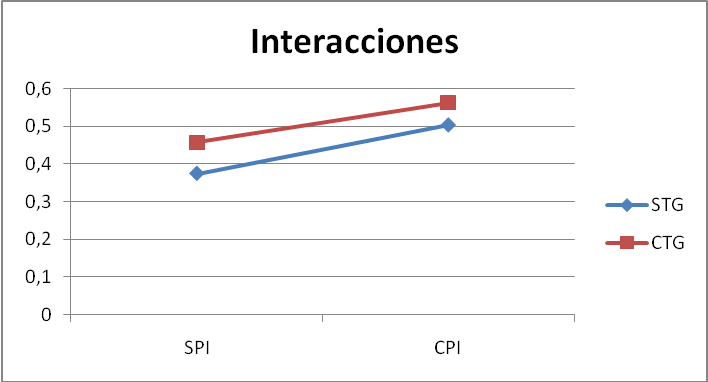 Interacciones
0,6
0,5
0,4
0,3
0,2
0,1
0
SPI
CPI
STG
CTG